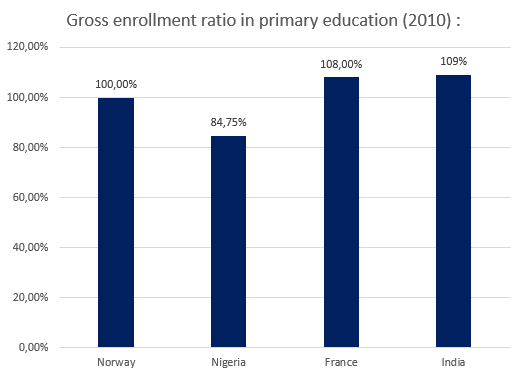 Gross enrollment ratio in primary education (2010) :
120,00%
100,00%
80,00%
60,00%
40,00%
20,00%
0,00%
100,00%
84,75%
108,00%
109%
Norway
Nigeria
France
India